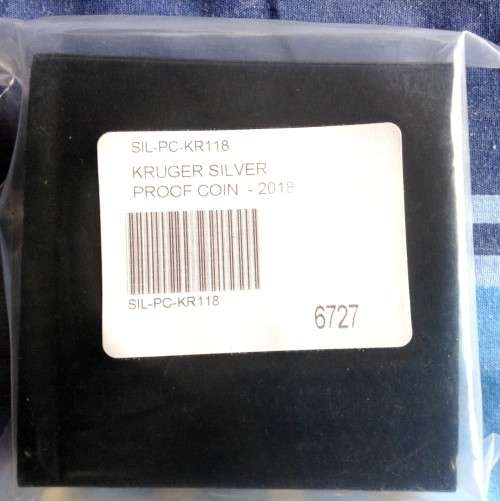 SIL-PC-KR118
KRUGER SILVER
PROOF COIN - 2018
SIL-PC-KR118
6727